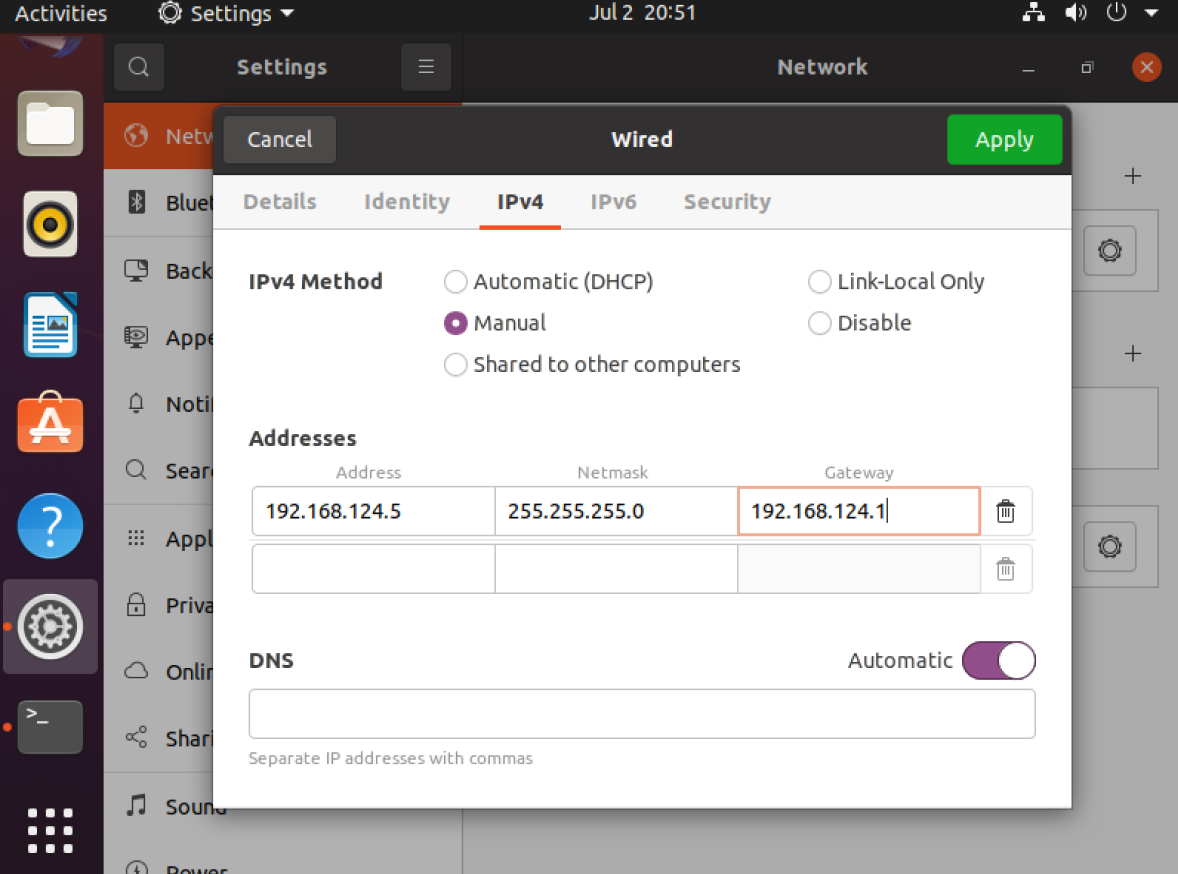 Activities Settings Jul 2 20:51
Settings Network
Cancel Wired Apply
Netw
Details Identity IPv4 IPv6 Security
Bluet
Back
IPv4 Method Automatic (DHCP) Link-Local Only
Manual Disable
Appe
Shared to other computers
Notif
Addresses
Sear
Address Netmask Gateway
192.168.124.5 255.255.255.0 192.168.124.1
Appl
Priva
DNS Automatic
Onlin
Shari
Separate IP addresses with commas
Sound
Power